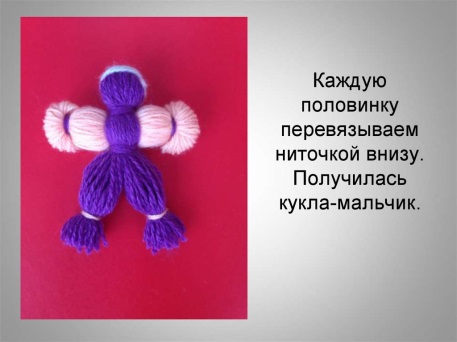 Каждую
половинку
перевязываем
ниточкой внизу.
Получилась
кукла-мальчик.